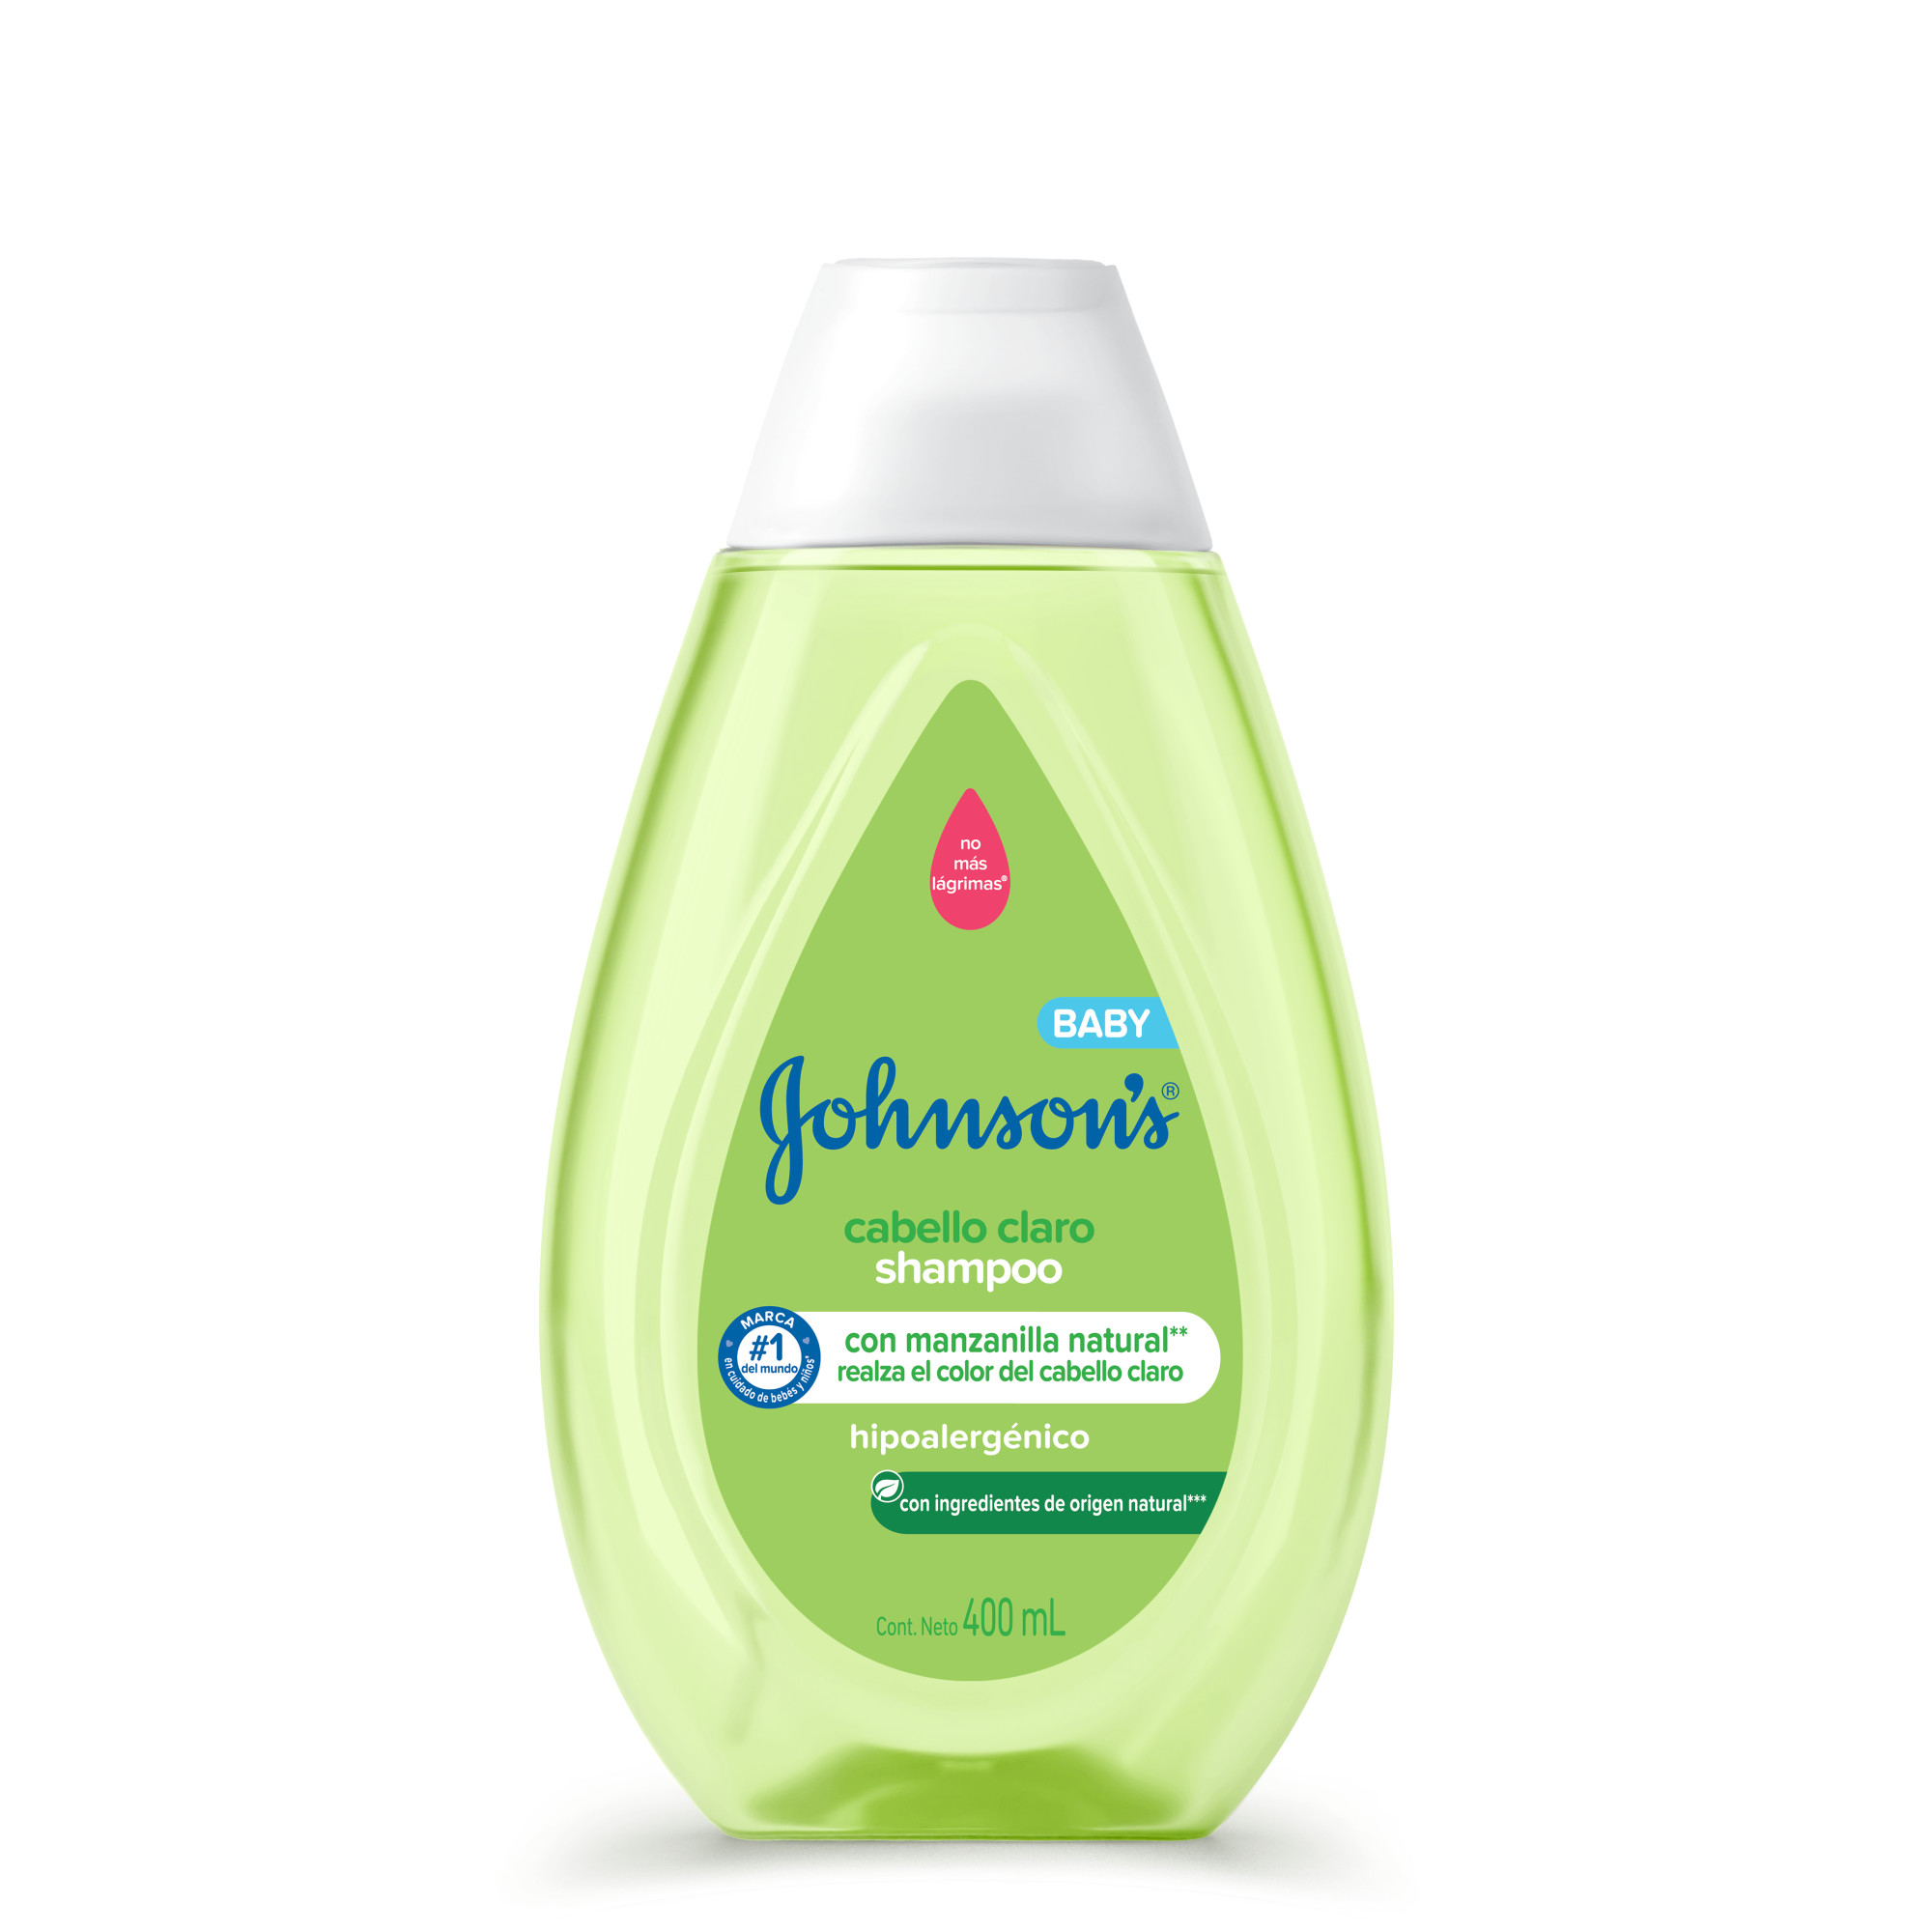 no
más
lágrimas®
BABY
Johnson's®
cabello claro
shampoo
MARCA
#1
del mundo
en cuidado de bebés y niños*
con manzanilla natural**
realza el color del cabello claro
hipoalergénico
con ingredientes de origen natural***
Cont. Neto 400 mL